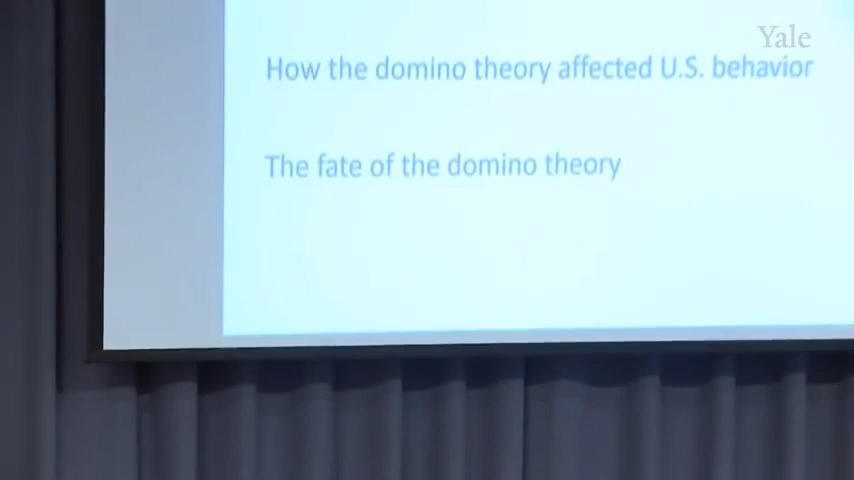 Yale
How the domino theory affected U.S. behavior
The fate of the domino theory